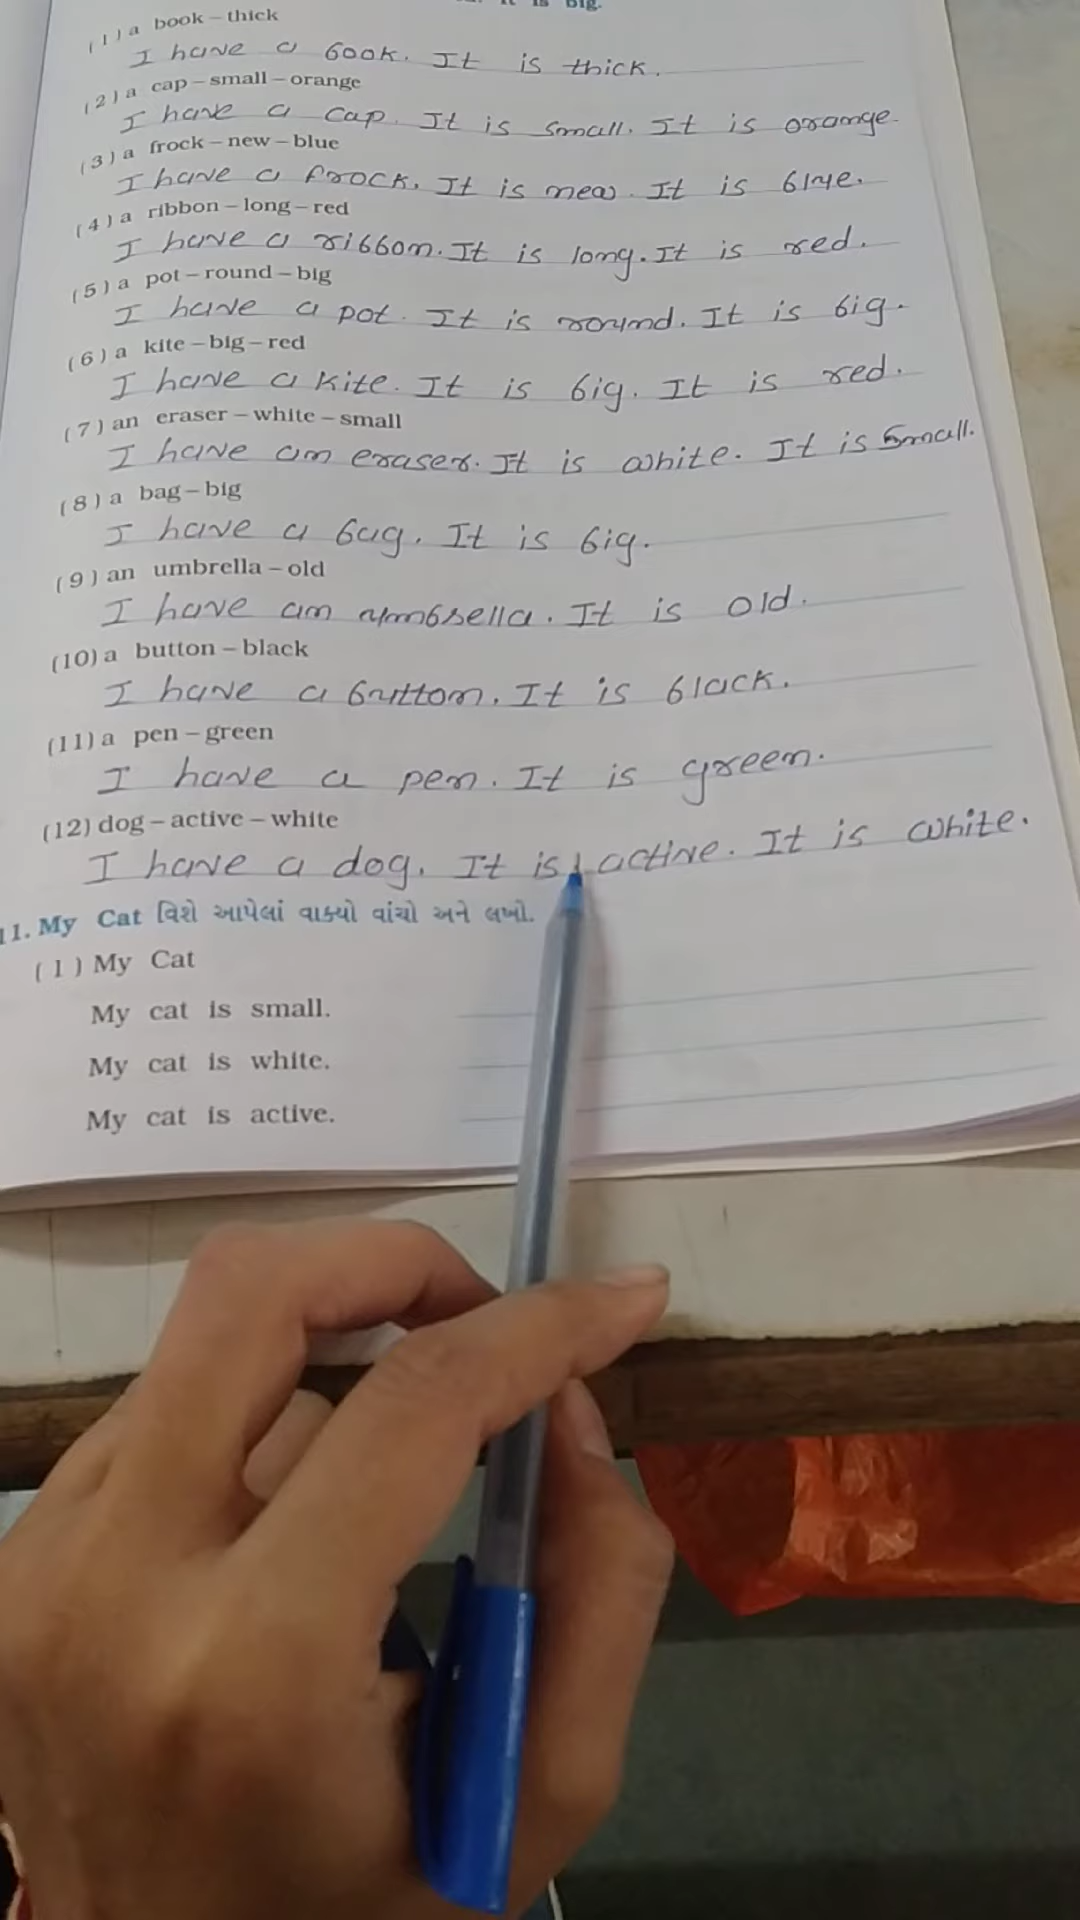 It is big.
(1) a book – thick
I have a book. It is thick.
(2) a cap – small – orange
I have a cap. It is small. It is orange.
(3) a frock – new – blue
I have a frock. It is new. It is blue.
(4) a ribbon – long – red
I have a ribbon. It is long. It is red.
(5) a pot – round – big
I have a pot. It is round. It is big.
(6) a kite – big – red
I have a kite. It is big. It is red.
(7) an eraser – white – small
I have an eraser. It is white. It is small.
(8) a bag – big
I have a bag. It is big.
(9) an umbrella – old
I have an umbrella. It is old.
(10) a button – black
I have a button. It is black.
(11) a pen – green
I have a pen. It is green.
(12) dog – active – white
I have a dog. It is active. It is white.
11. My Cat વિશે આપેલાં વાક્યો વાંચો અને લખો.
(1) My Cat
My cat is small.
My cat is white.
My cat is active.